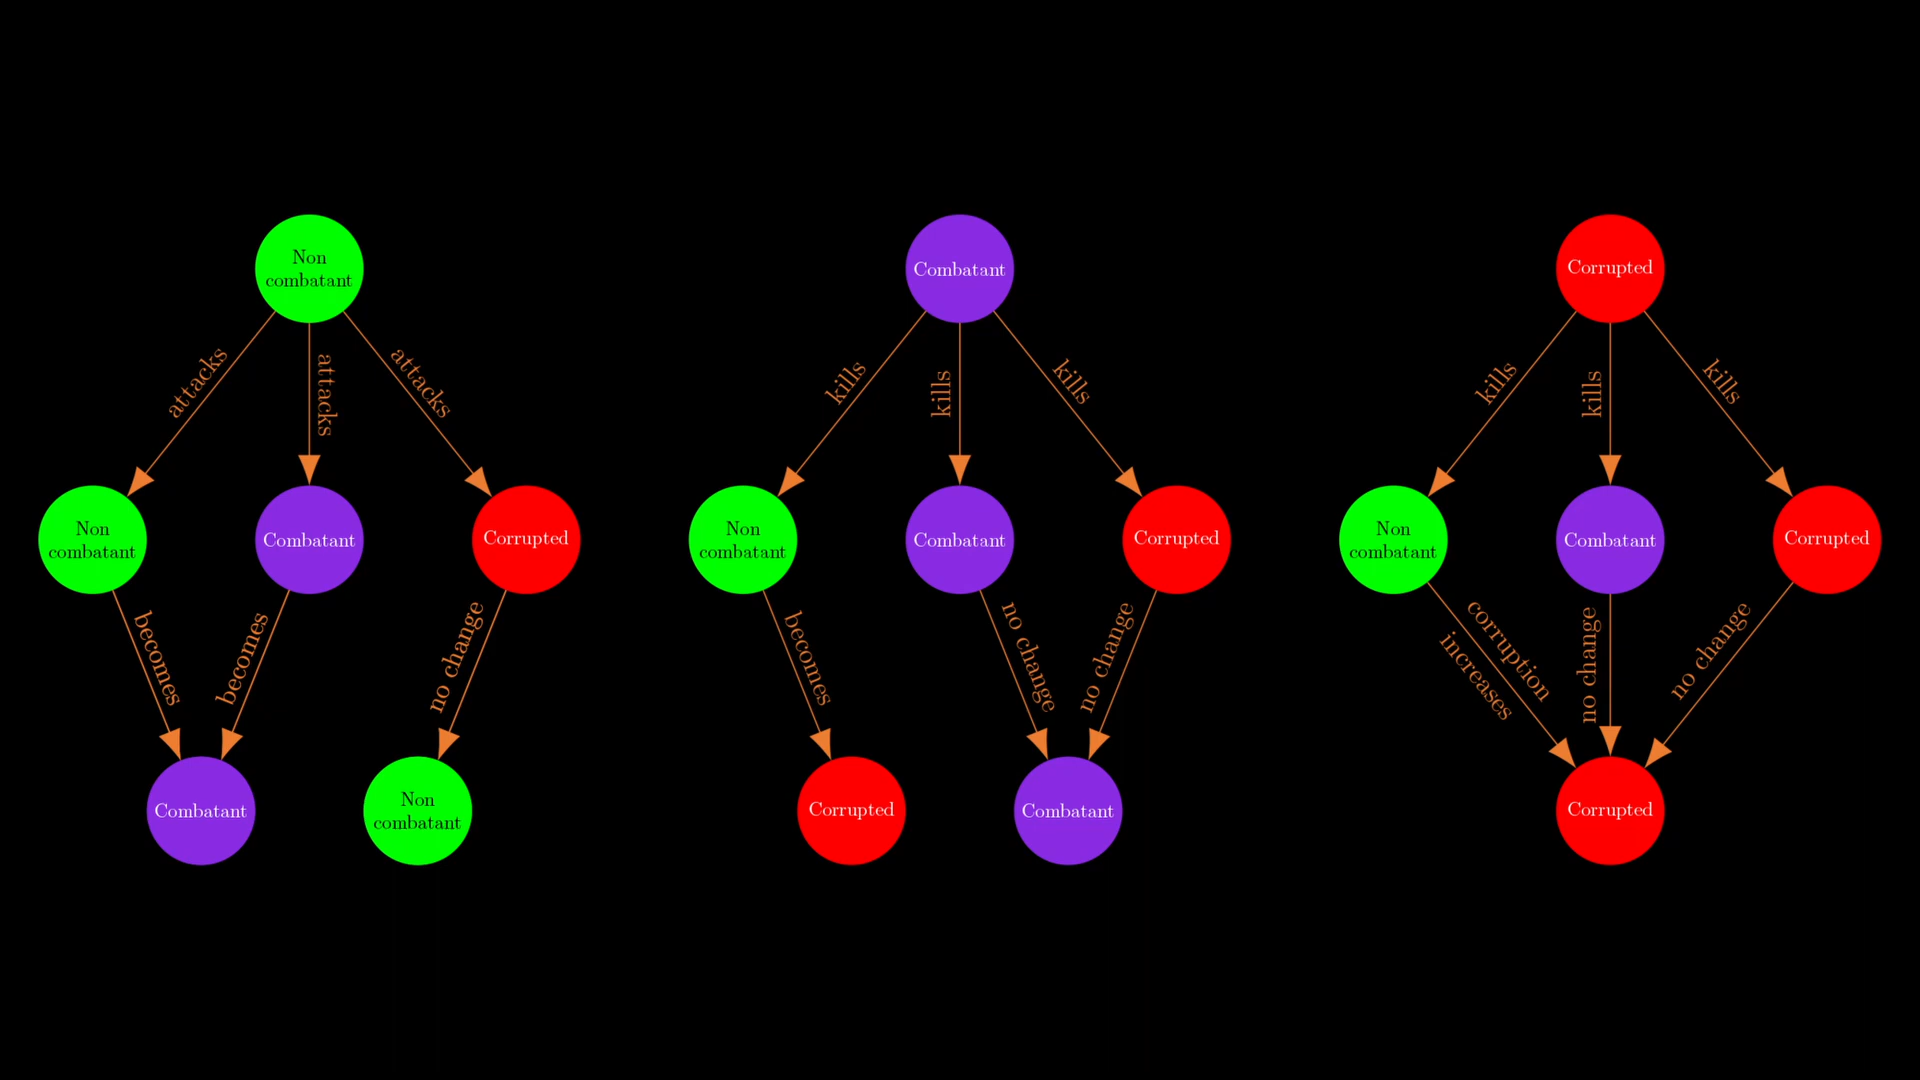 Non
combatant
attacks
attacks
attacks
Non
combatant
Combatant
Corrupted
becomes
becomes
no change
Combatant
Non
combatant
Combatant
kills
kills
kills
Non
combatant
Combatant
Corrupted
becomes
no change
no change
Corrupted
Combatant
Corrupted
kills
kills
kills
Non
combatant
Combatant
Corrupted
corruption
increases
no change
no change
Corrupted